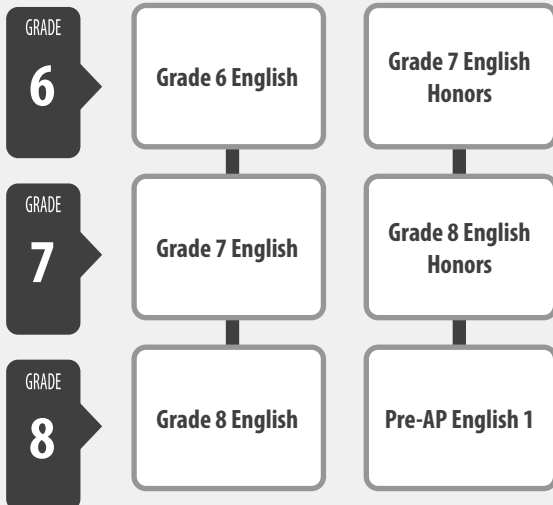 GRADE
6
Grade 6 English
Grade 7 English
Honors
GRADE
7
Grade 7 English
Grade 8 English
Honors
GRADE
8
Grade 8 English
Pre-AP English 1